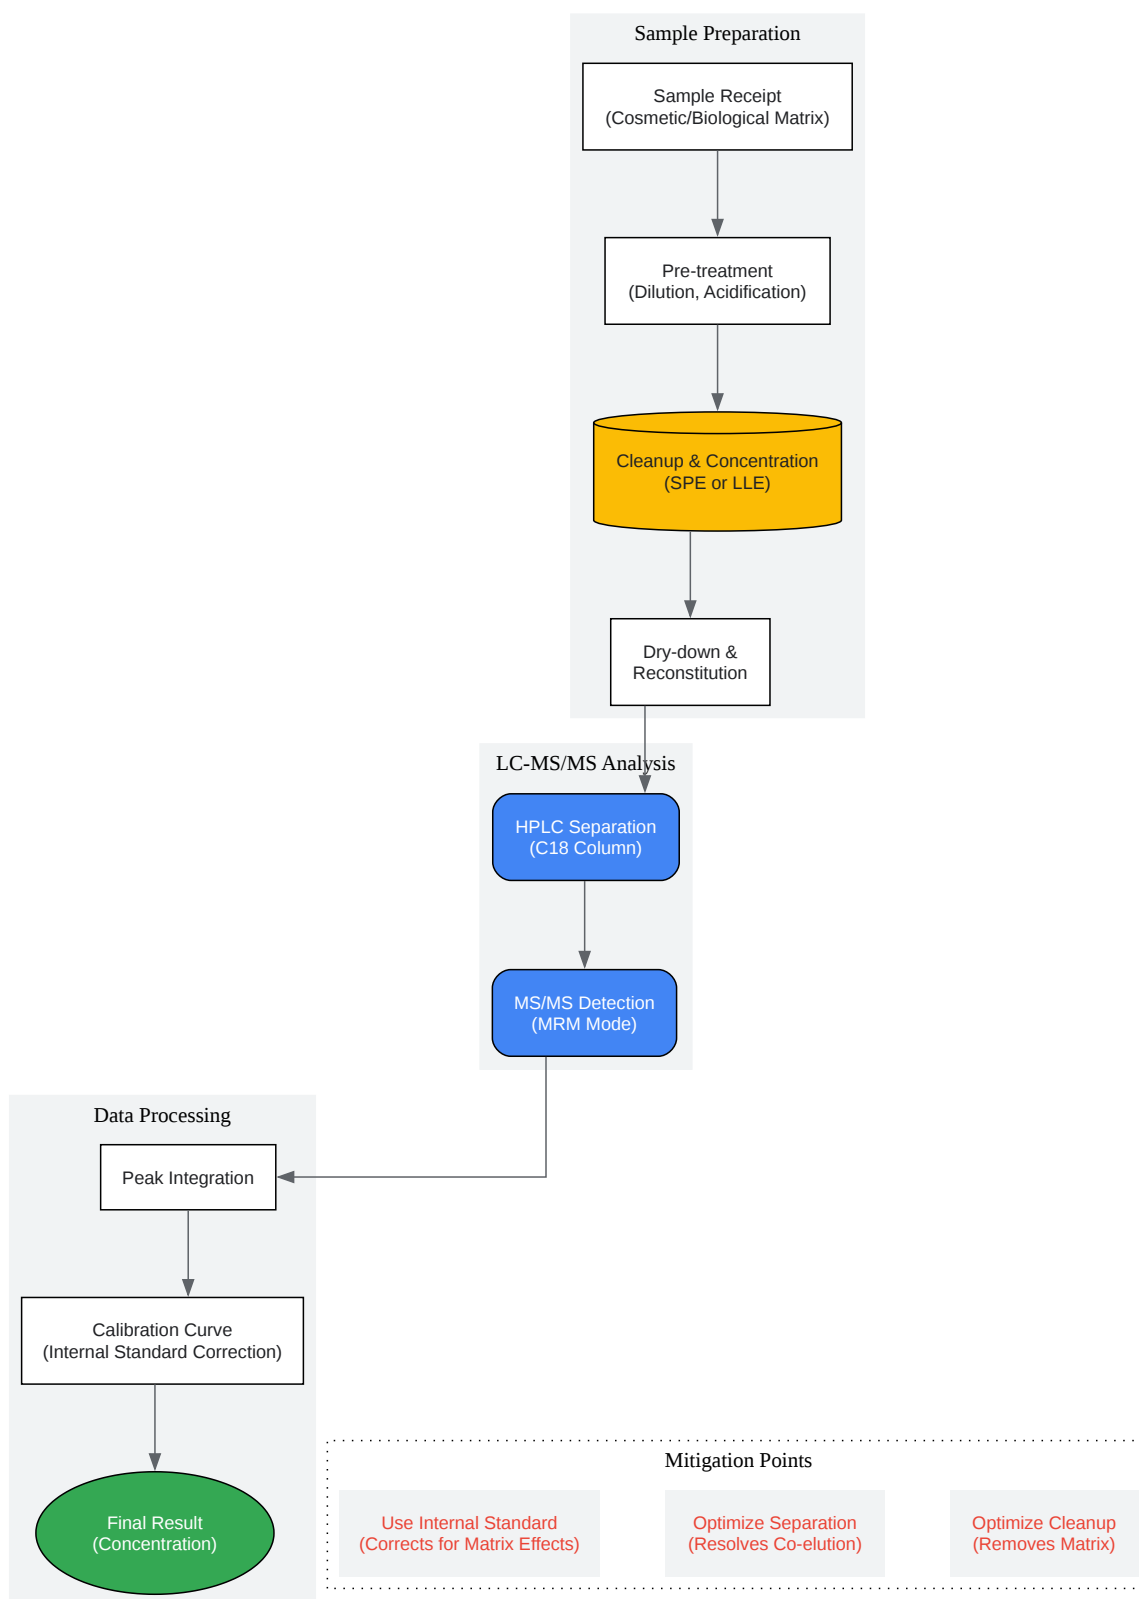 Sample Preparation
Sample Receipt
(Cosmetic/Biological Matrix)
Pre-treatment
(Dilution, Acidification)
Cleanup & Concentration
(SPE or LLE)
Dry-down &
Reconstitution
LC-MS/MS Analysis
HPLC Separation
(C18 Column)
MS/MS Detection
(MRM Mode)
Data Processing
Peak Integration
Calibration Curve
(Internal Standard Correction)
Final Result
(Concentration)
Mitigation Points
Use Internal Standard
(Corrects for Matrix Effects)
Optimize Separation
(Resolves Co-elution)
Optimize Cleanup
(Removes Matrix)